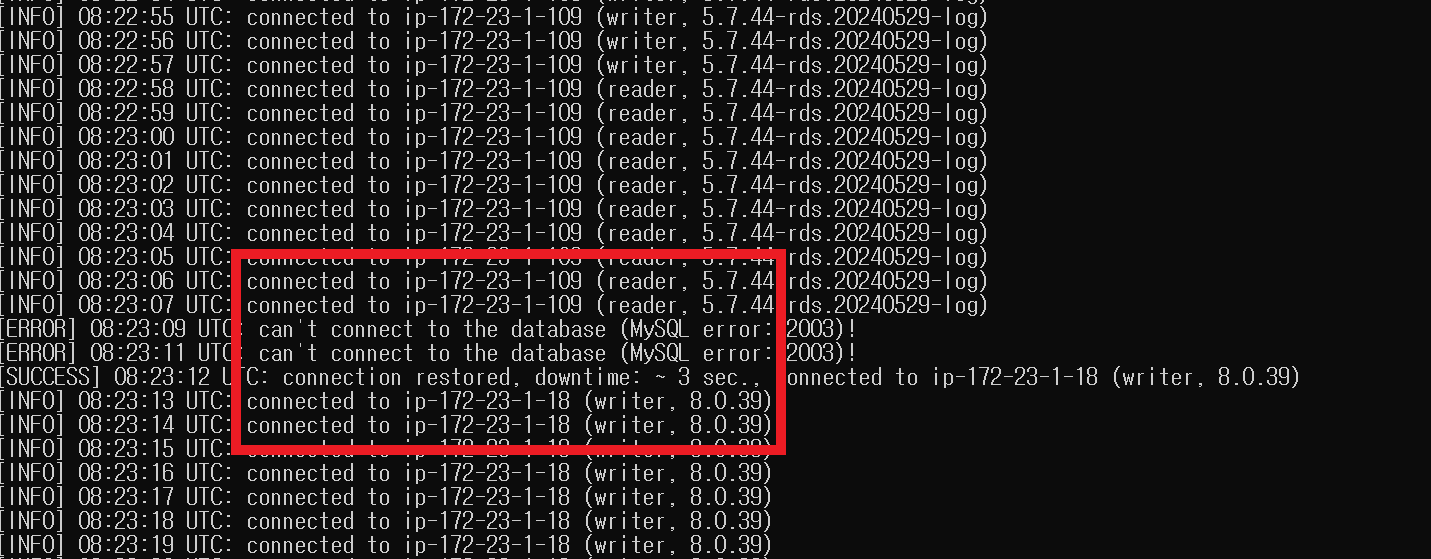 [INFO] 08:22:55 UTC: connected to ip-172-23-1-109 (writer, 5.7.44-rds.20240529-log)
[INFO] 08:22:56 UTC: connected to ip-172-23-1-109 (writer, 5.7.44-rds.20240529-log)
[INFO] 08:22:57 UTC: connected to ip-172-23-1-109 (writer, 5.7.44-rds.20240529-log)
[INFO] 08:22:58 UTC: connected to ip-172-23-1-109 (reader, 5.7.44-rds.20240529-log)
[INFO] 08:22:59 UTC: connected to ip-172-23-1-109 (reader, 5.7.44-rds.20240529-log)
[INFO] 08:23:00 UTC: connected to ip-172-23-1-109 (reader, 5.7.44-rds.20240529-log)
[INFO] 08:23:01 UTC: connected to ip-172-23-1-109 (reader, 5.7.44-rds.20240529-log)
[INFO] 08:23:02 UTC: connected to ip-172-23-1-109 (reader, 5.7.44-rds.20240529-log)
[INFO] 08:23:03 UTC: connected to ip-172-23-1-109 (reader, 5.7.44-rds.20240529-log)
[INFO] 08:23:04 UTC: connected to ip-172-23-1-109 (reader, 5.7.44-rds.20240529-log)
[INFO] 08:23:05 UTC: connected to ip-172-23-1-109 (reader, 5.7.44-rds.20240529-log)
[INFO] 08:23:06 UTC: connected to ip-172-23-1-109 (reader, 5.7.44-rds.20240529-log)
[INFO] 08:23:07 UTC: connected to ip-172-23-1-109 (reader, 5.7.44-rds.20240529-log)
[ERROR] 08:23:09 UTC: can't connect to the database (MySQL error: 2003)!
[ERROR] 08:23:11 UTC: can't connect to the database (MySQL error: 2003)!
[SUCCESS] 08:23:12 UTC: connection restored, downtime: ~ 3 sec., connected to ip-172-23-1-18 (writer, 8.0.39)
[INFO] 08:23:13 UTC: connected to ip-172-23-1-18 (writer, 8.0.39)
[INFO] 08:23:14 UTC: connected to ip-172-23-1-18 (writer, 8.0.39)
[INFO] 08:23:15 UTC: connected to ip-172-23-1-18 (writer, 8.0.39)
[INFO] 08:23:16 UTC: connected to ip-172-23-1-18 (writer, 8.0.39)
[INFO] 08:23:17 UTC: connected to ip-172-23-1-18 (writer, 8.0.39)
[INFO] 08:23:18 UTC: connected to ip-172-23-1-18 (writer, 8.0.39)
[INFO] 08:23:19 UTC: connected to ip-172-23-1-18 (writer, 8.0.39)